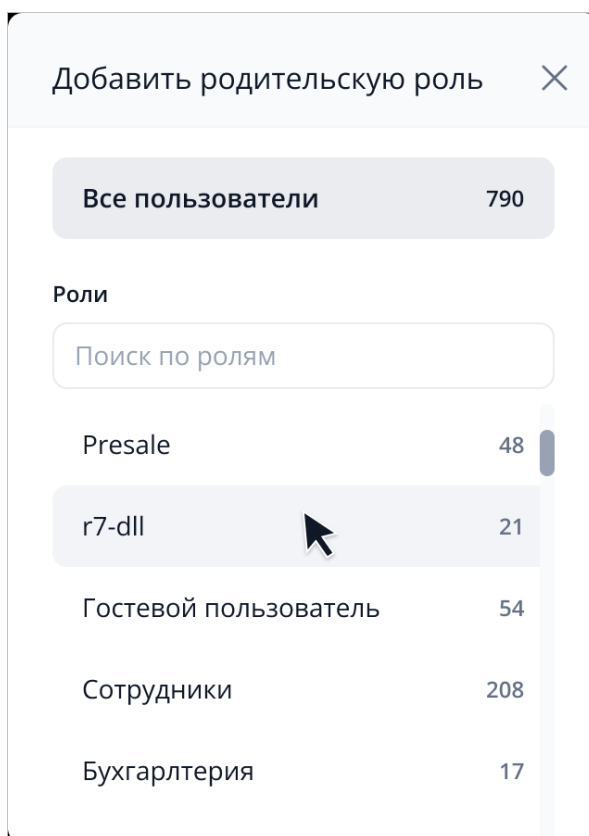 Добавить родительскую роль
Все пользователи 790
Роли
Поиск по ролям
Presale 48
r7-dll 21
Гостевой пользователь 54
Сотрудники 208
Бухгарлтерия 17